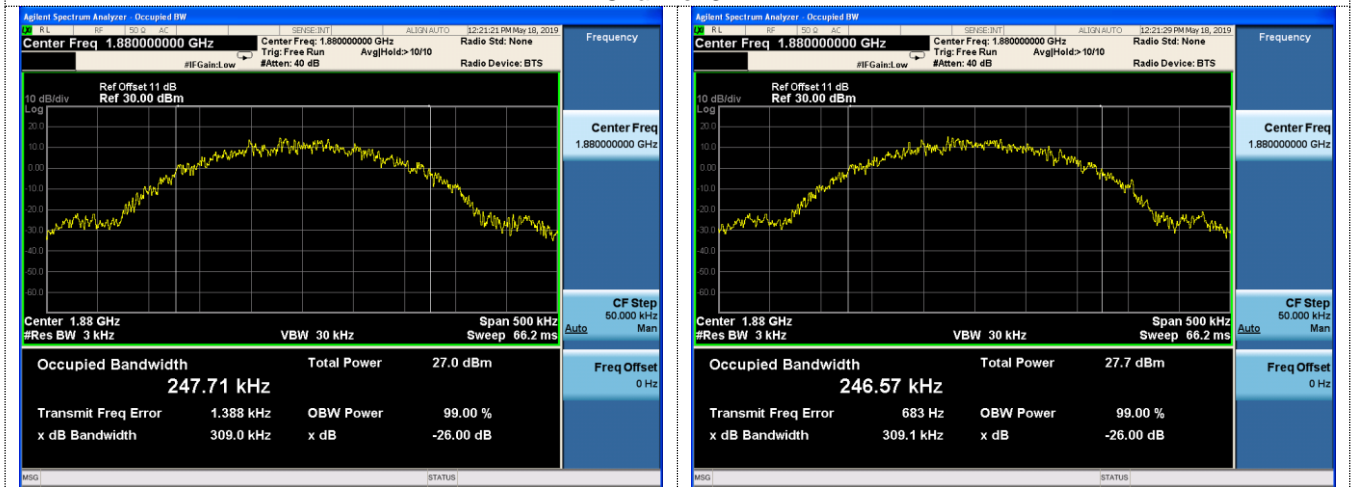 Agilent Spectrum Analyzer - Occupied BW
RL RF 50 Ω AC SENSE:INT ALIGN AUTO 12:21:21 PM May 18, 2019
Center Freq 1.880000000 GHz
Center Freq: 1.880000000 GHz
Radio Std: None
Trig: Free Run Avg|Hold:> 10/10
#IFGain:Low #Atten: 40 dB Radio Device: BTS
Ref Offset 11 dB
10 dB/div Ref 30.00 dBm
Log
20.0
10.0
0.00
-10.0
-20.0
-30.0
-40.0
-50.0
-60.0
Center 1.88 GHz Span 500 kHz
#Res BW 3 kHz VBW 30 kHz Sweep 66.2 ms
Occupied Bandwidth Total Power 27.0 dBm
247.71 kHz
Transmit Freq Error 1.388 kHz OBW Power 99.00 %
x dB Bandwidth 309.0 kHz x dB -26.00 dB
MSG STATUS
Frequency
Center Freq
1.880000000 GHz
CF Step
50.000 kHz
Auto Man
Freq Offset
0 Hz
Agilent Spectrum Analyzer - Occupied BW
RL RF 50 Ω AC SENSE:INT ALIGN AUTO 12:21:29 PM May 18, 2019
Center Freq 1.880000000 GHz
Center Freq: 1.880000000 GHz
Radio Std: None
Trig: Free Run Avg|Hold:> 10/10
#IFGain:Low #Atten: 40 dB Radio Device: BTS
Ref Offset 11 dB
10 dB/div Ref 30.00 dBm
Log
20.0
10.0
0.00
-10.0
-20.0
-30.0
-40.0
-50.0
-60.0
Center 1.88 GHz Span 500 kHz
#Res BW 3 kHz VBW 30 kHz Sweep 66.2 ms
Occupied Bandwidth Total Power 27.7 dBm
246.57 kHz
Transmit Freq Error 683 Hz OBW Power 99.00 %
x dB Bandwidth 309.1 kHz x dB -26.00 dB
MSG STATUS
Frequency
Center Freq
1.880000000 GHz
CF Step
50.000 kHz
Auto Man
Freq Offset
0 Hz